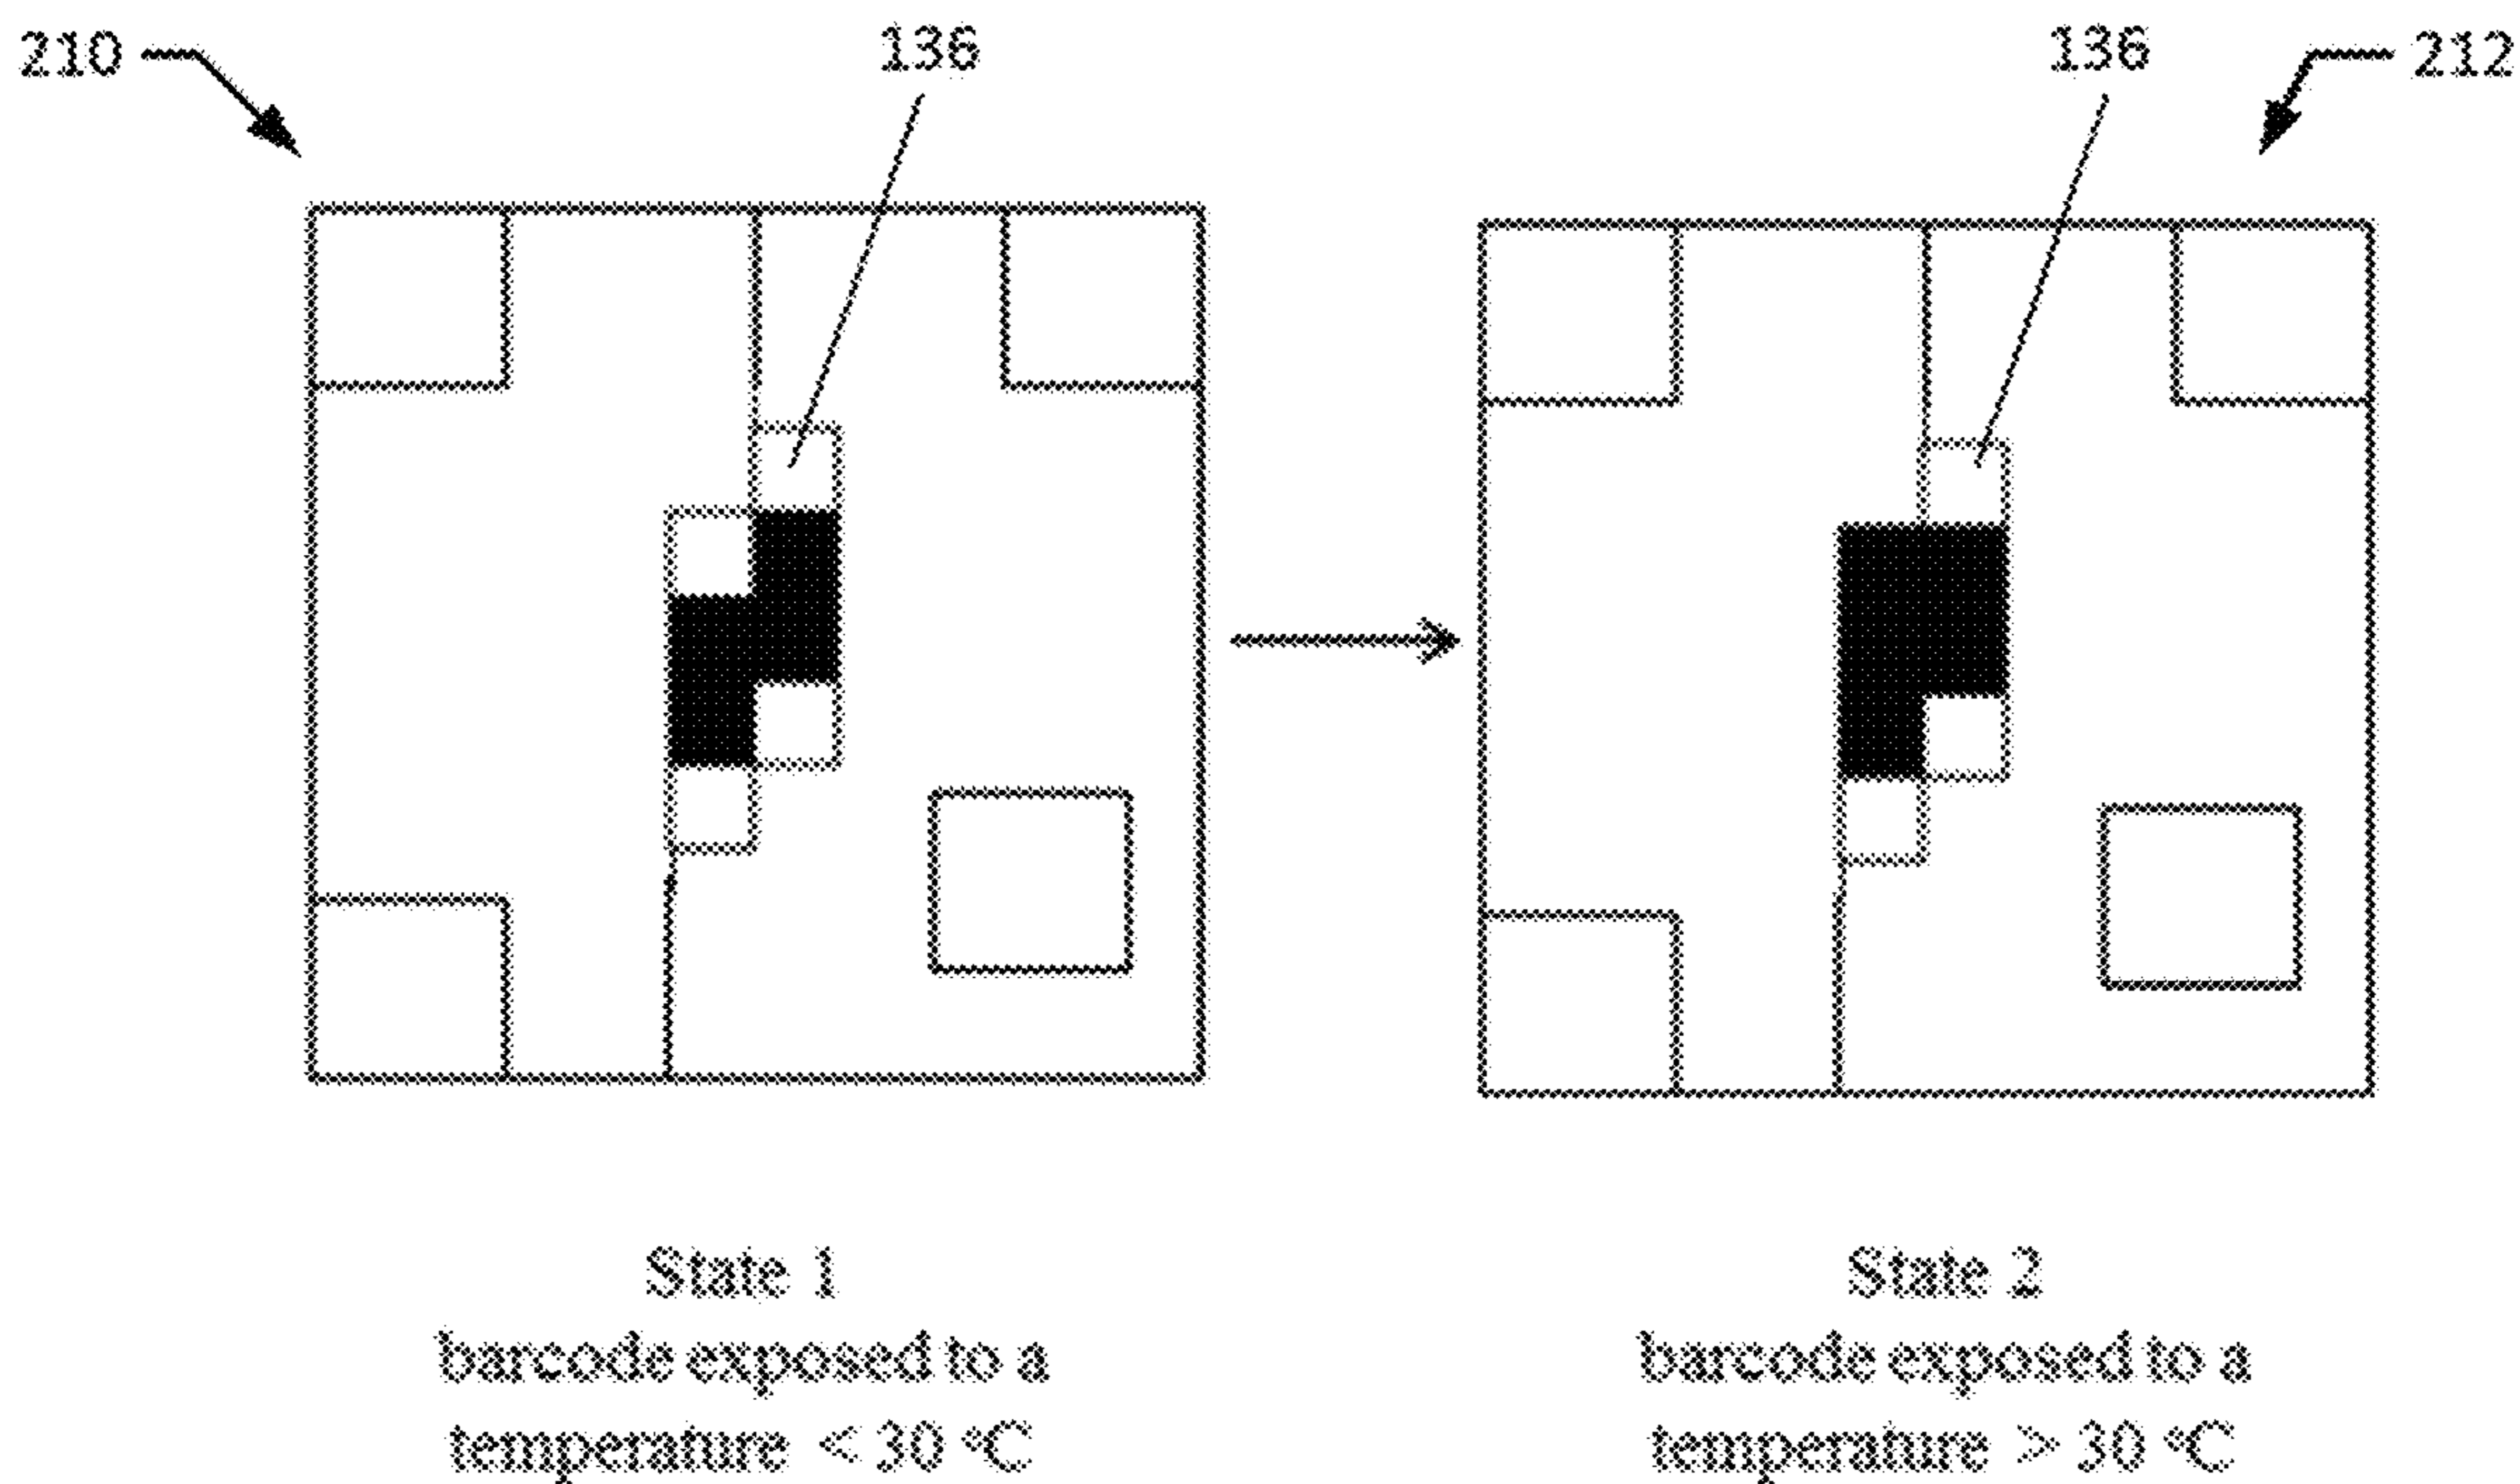 210
136
136
212
State 1
barcode exposed to a
temperature < 30 °C
State 2
barcode exposed to a
temperature > 30 °C